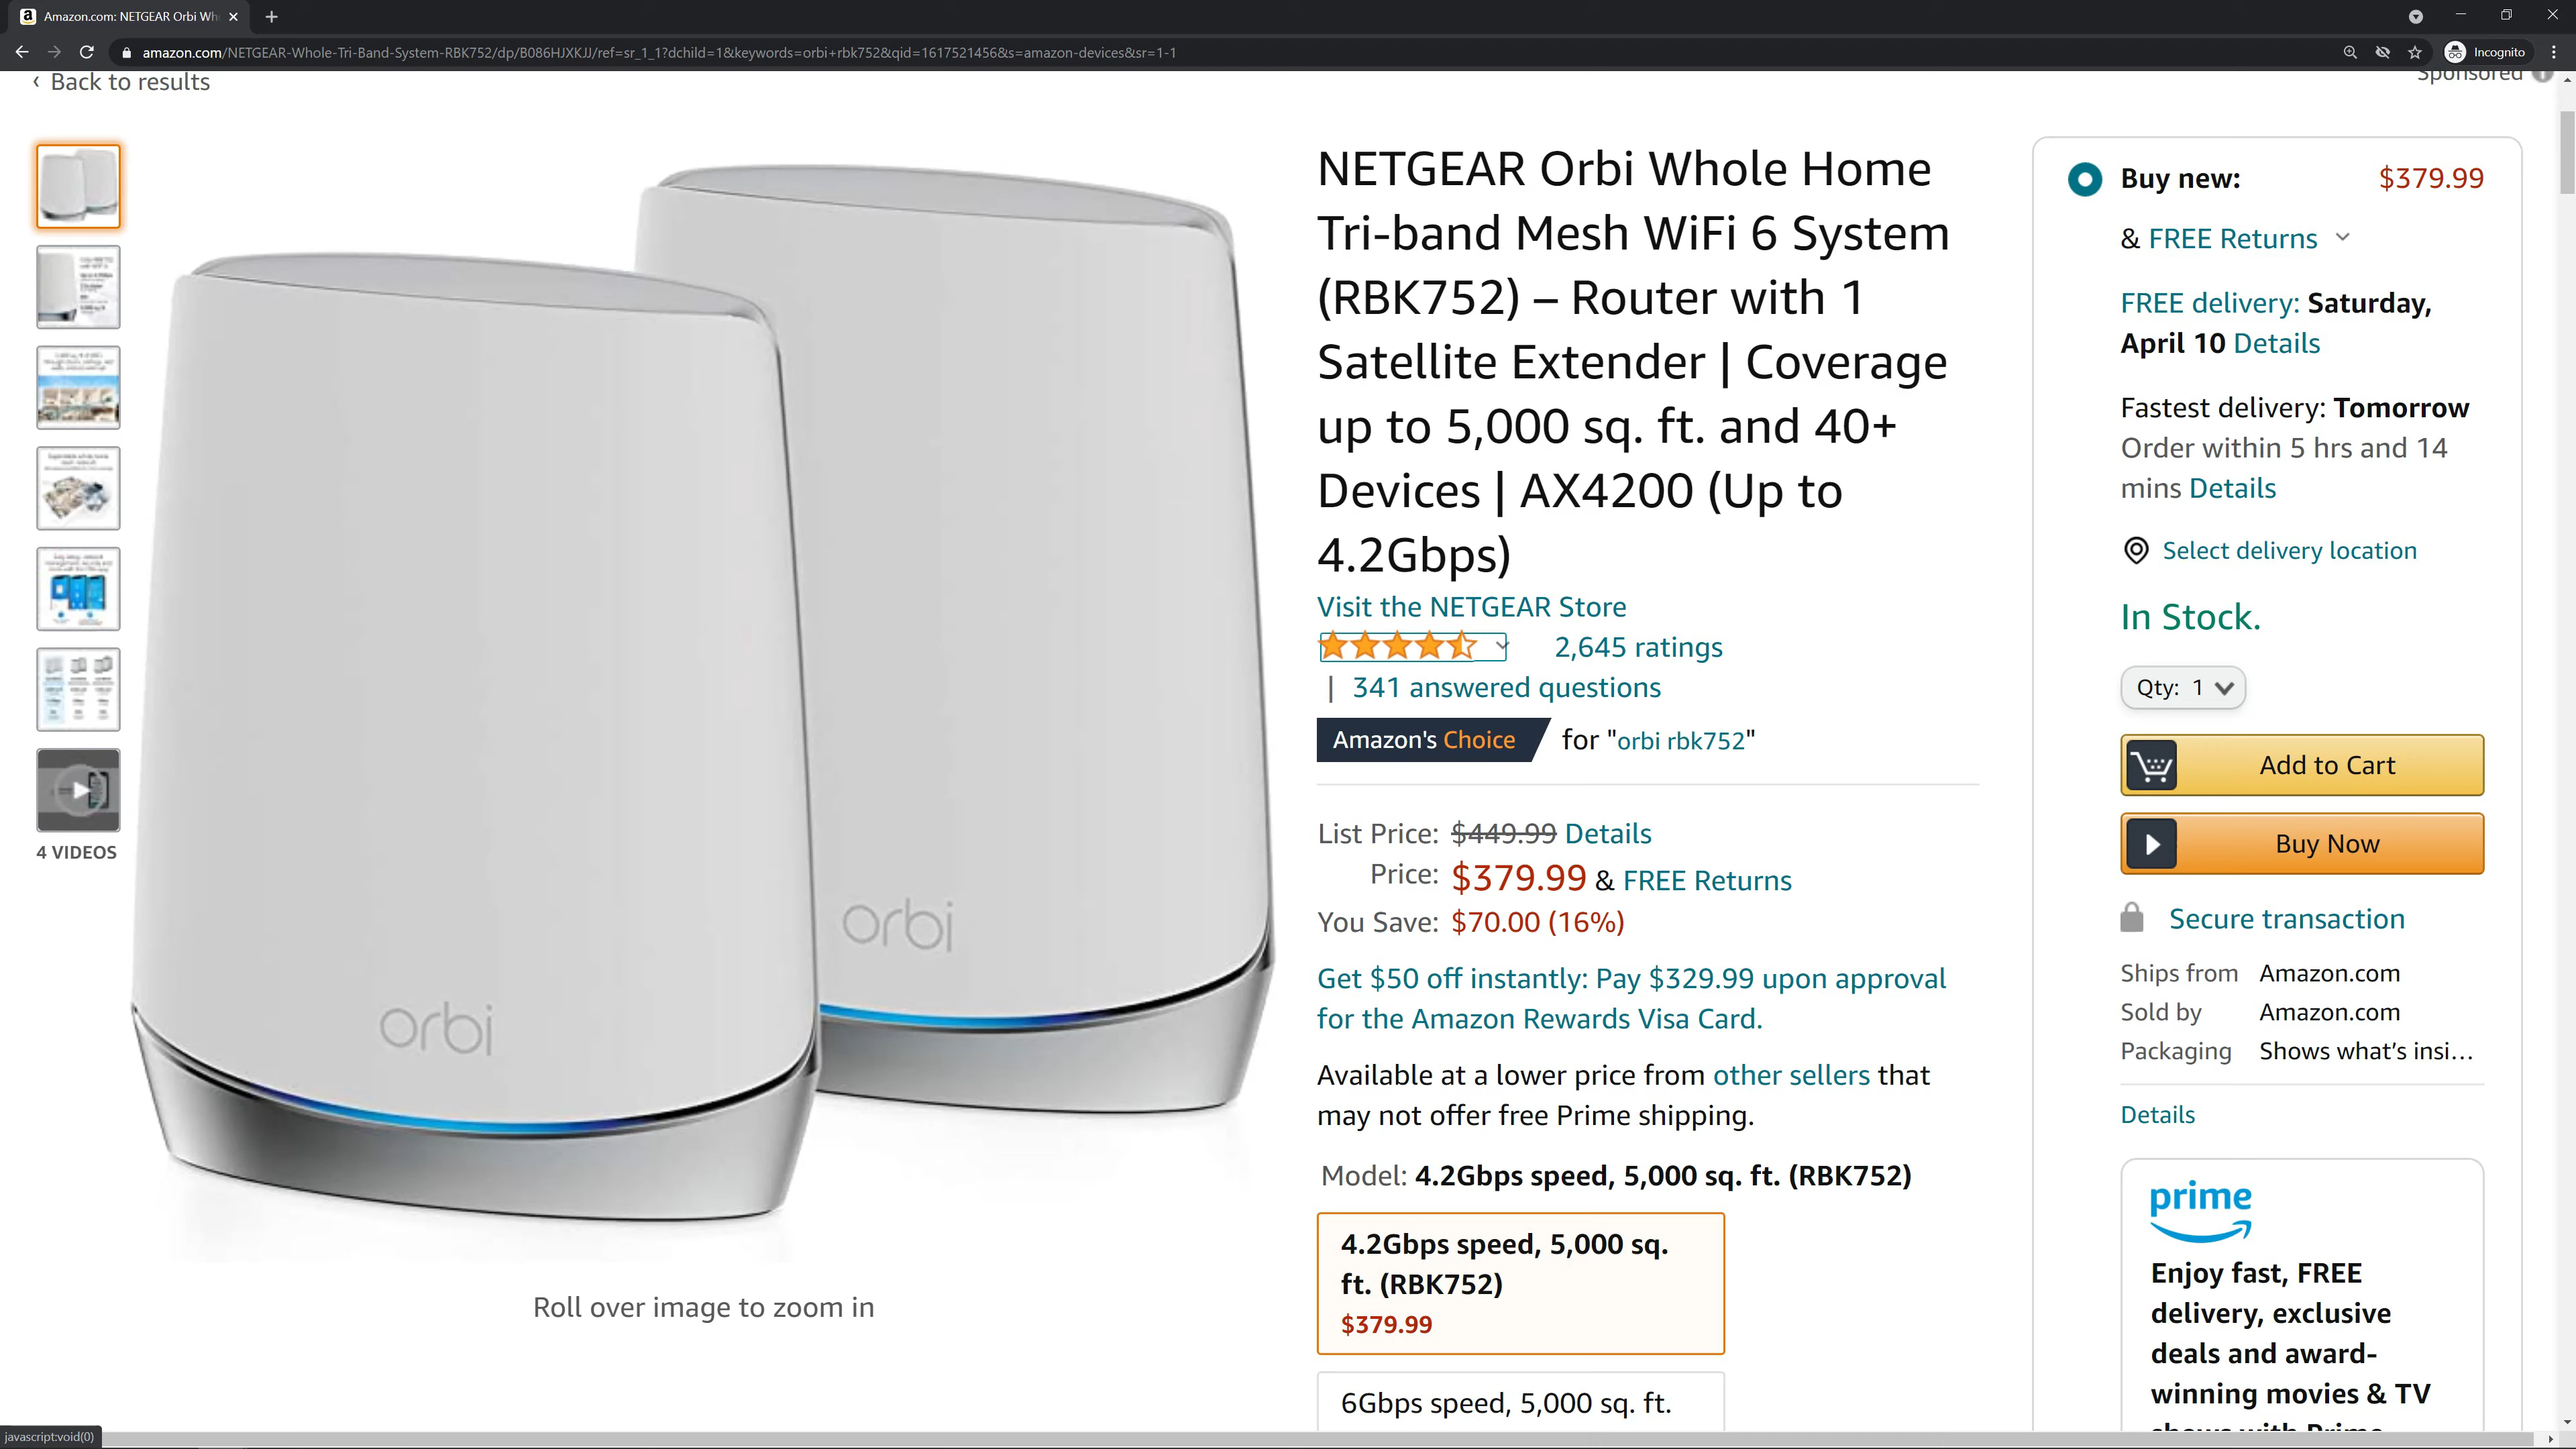 Amazon.com: NETGEAR Orbi Wh
amazon.com/NETGEAR-Whole-Tri-Band-System-RBK752/dp/B086HJXKJJ/ref=sr_1_1?dchild=1&keywords=orbi+rbk752&qid=1617521456&s=amazon-devices&sr=1-1
Incognito
‹ Back to results
Sponsored
4 VIDEOS
orbi
orbi
Roll over image to zoom in
NETGEAR Orbi Whole Home
Tri-band Mesh WiFi 6 System
(RBK752) – Router with 1
Satellite Extender | Coverage
up to 5,000 sq. ft. and 40+
Devices | AX4200 (Up to
4.2Gbps)
Visit the NETGEAR Store
2,645 ratings
| 341 answered questions
Amazon's Choice for "orbi rbk752"
List Price: $449.99 Details
Price: $379.99 & FREE Returns
You Save: $70.00 (16%)
Get $50 off instantly: Pay $329.99 upon approval
for the Amazon Rewards Visa Card.
Available at a lower price from other sellers that
may not offer free Prime shipping.
Model: 4.2Gbps speed, 5,000 sq. ft. (RBK752)
4.2Gbps speed, 5,000 sq.
ft. (RBK752)
$379.99
6Gbps speed, 5,000 sq. ft.
Buy new: $379.99
& FREE Returns
FREE delivery: Saturday,
April 10 Details
Fastest delivery: Tomorrow
Order within 5 hrs and 14
mins Details
Select delivery location
In Stock.
Qty: 1
Add to Cart
Buy Now
Secure transaction
Ships from Amazon.com
Sold by Amazon.com
Packaging Shows what's insi...
Details
prime
Enjoy fast, FREE
delivery, exclusive
deals and award-
winning movies & TV
shows with Prime
javascript:void(0)